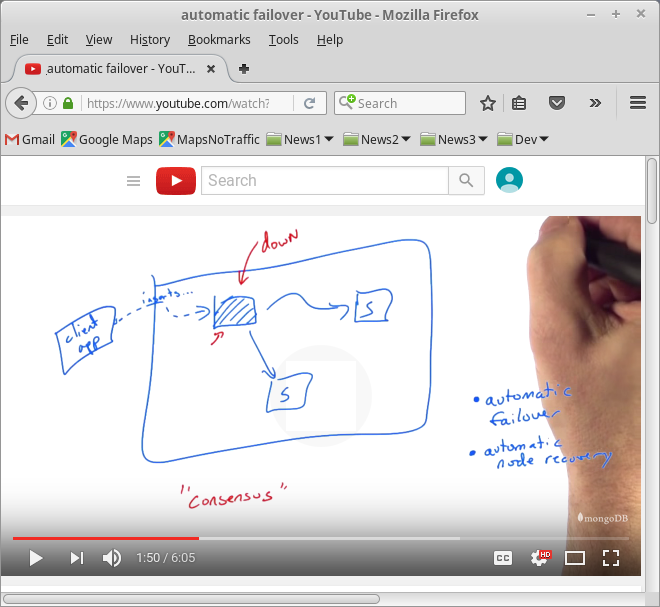 automatic failover - YouTube - Mozilla Firefox
File Edit View History Bookmarks Tools Help
automatic failover - YouT...
https://www.youtube.com/watch?
Search
Gmail Google Maps MapsNoTraffic News1 News2 News3 Dev
Search
down
inserts...
client
app
S
S
• automatic
failover
• automatic
node recovery
"Consensus"
mongoDB
1:50 / 6:05
CC
HD